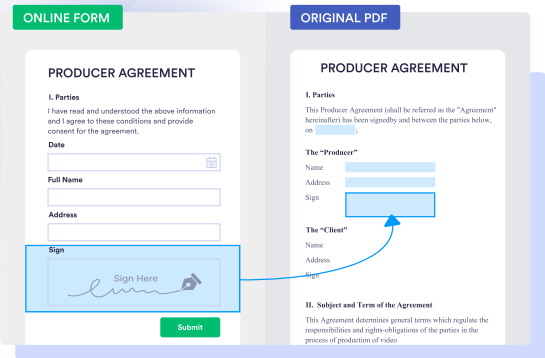 ONLINE FORM
PRODUCER AGREEMENT
I. Parties
I have read and understood the above information
and I agree to these conditions and provide
consent for the agreement.
Date
Full Name
Address
Sign
Sign Here
Submit
ORIGINAL PDF
PRODUCER AGREEMENT
I. Parties
This Producer Agreement (shall be referred as the "Agreement"
hereinafter) has been signedby and between the parties below,
on ;
The “Producer”
Name
Address
Sign
The “Client”
Name
Address
Sign
II. Subject and Term of the Agreement
This Agreement determines general terms which regulate the
responsibilities and rights-obligations of the parties in the
process of production of video